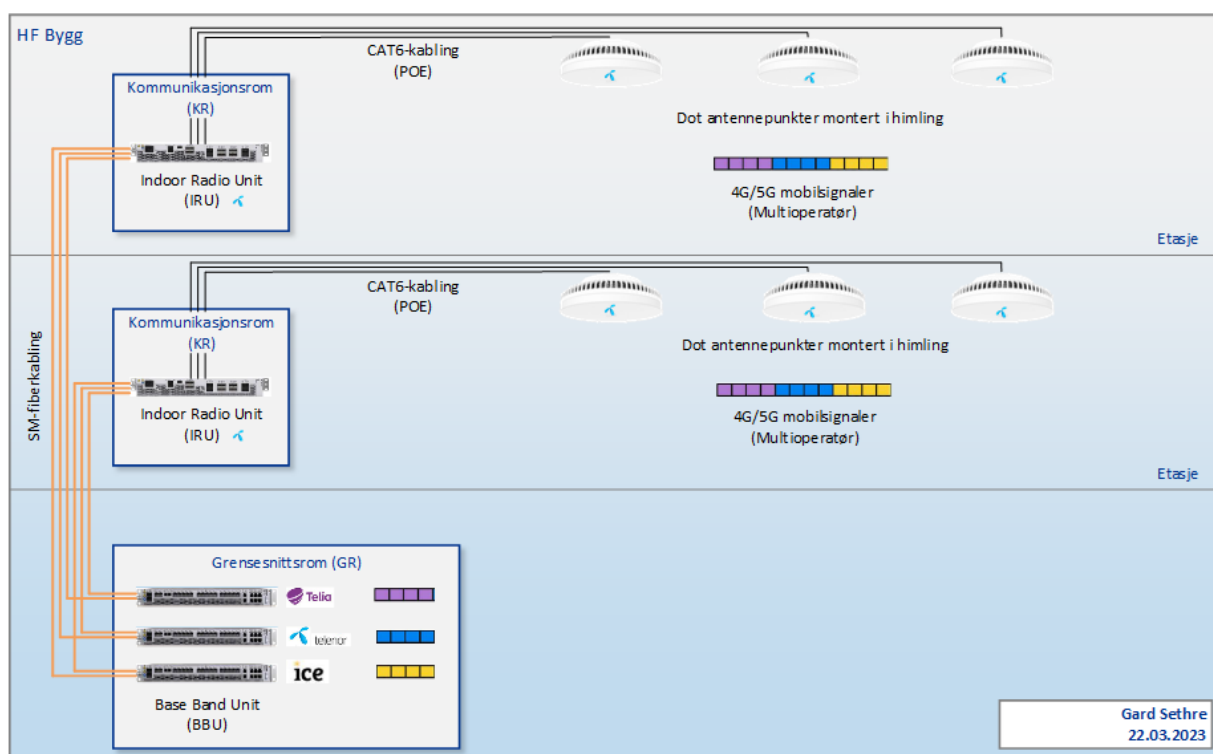 HF Bygg
CAT6-kabling
(POE)
Kommunikasjonsrom
(KR)
Dot antennepunkter montert i himling
Indoor Radio Unit
(IRU)
4G/5G mobilsignaler
(Multioperatør)
Etasje
CAT6-kabling
(POE)
Kommunikasjonsrom
(KR)
Dot antennepunkter montert i himling
Indoor Radio Unit
(IRU)
4G/5G mobilsignaler
(Multioperatør)
Etasje
SM-fiberkabling
Grensesnittsrom (GR)
Telia
telenor
ice
Base Band Unit
(BBU)
Gard Sethre
22.03.2023